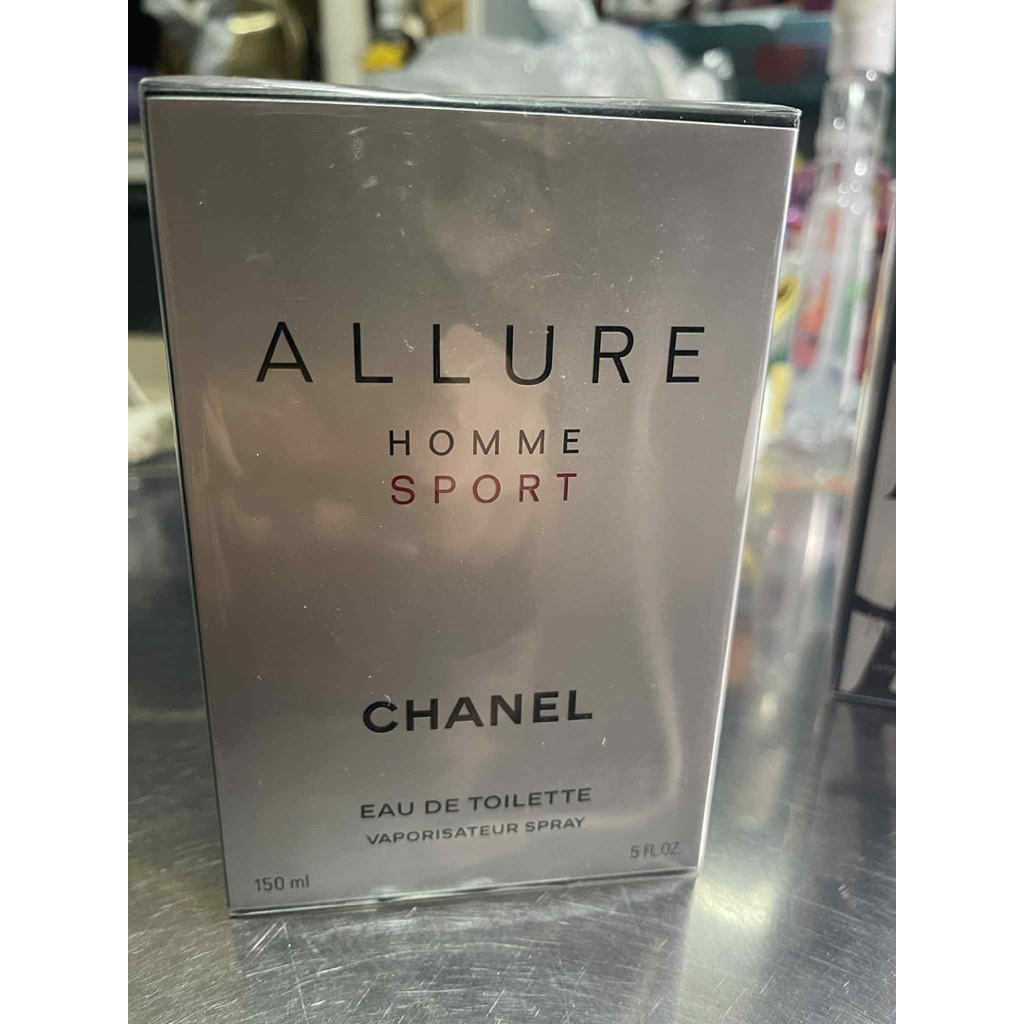 ALLURE
HOMME
SPORT
CHANEL
EAU DE TOILETTE
VAPORISATEUR SPRAY
150 ml
5 FL.OZ.